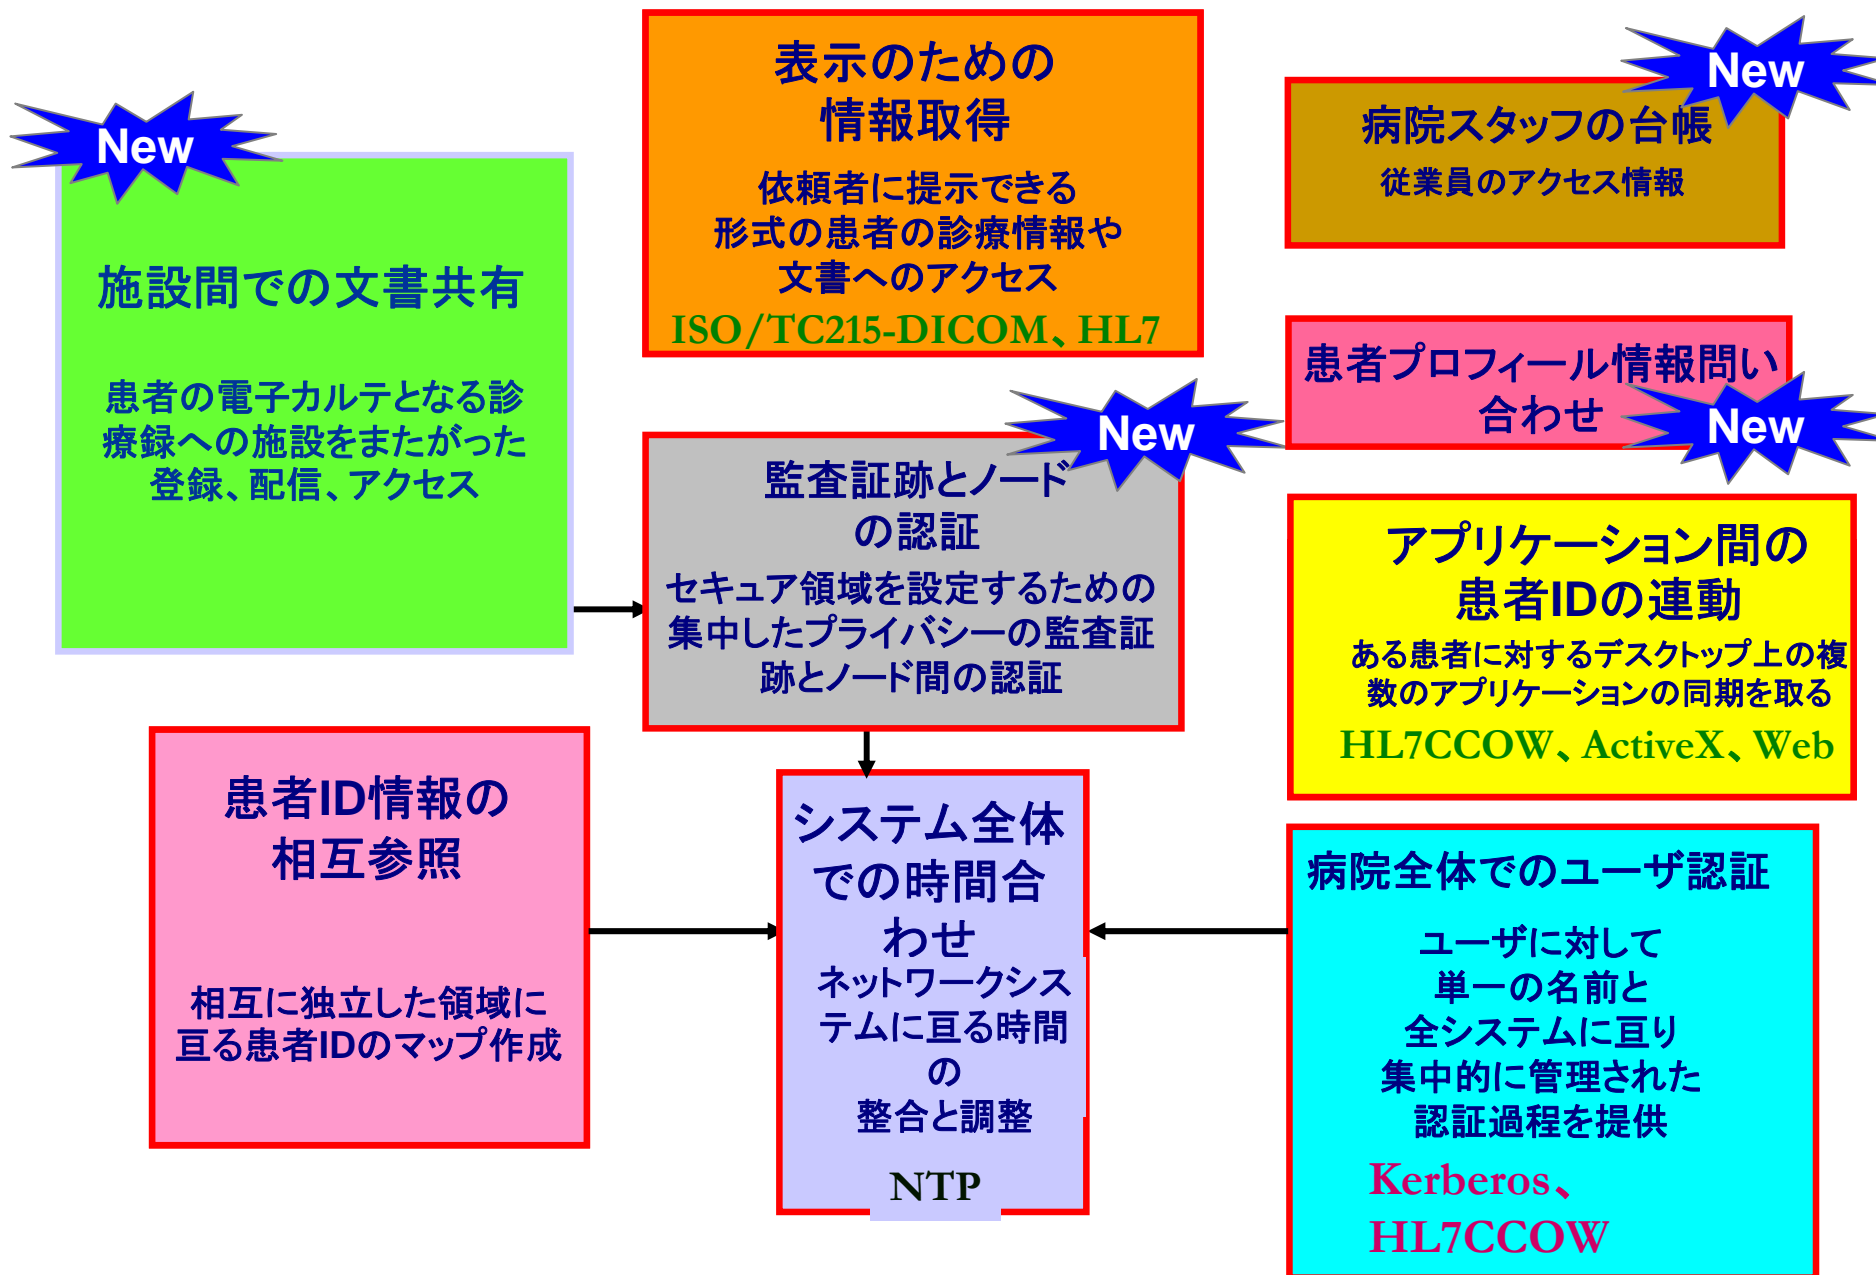 New
施設間での文書共有
患者の電子カルテとなる診
療録への施設をまたがった
登録、配信、アクセス
表示のための
情報取得
依頼者に提示できる
形式の患者の診療情報や
文書へのアクセス
ISO/TC215-DICOM、HL7
New
病院スタッフの台帳
従業員のアクセス情報
患者プロフィール情報問い
合わせ
New
New
監査証跡とノード
の認証
セキュア領域を設定するための
集中したプライバシーの監査証
跡とノード間の認証
アプリケーション間の
患者IDの連動
ある患者に対するデスクトップ上の複
数のアプリケーションの同期を取る
HL7CCOW、ActiveX、Web
患者ID情報の
相互参照
相互に独立した領域に
亘る患者IDのマップ作成
システム全体
での時間合
わせ
ネットワークシス
テムに亘る時間
の
整合と調整
NTP
病院全体でのユーザ認証
ユーザに対して
単一の名前と
全システムに亘り
集中的に管理された
認証過程を提供
Kerberos、
HL7CCOW